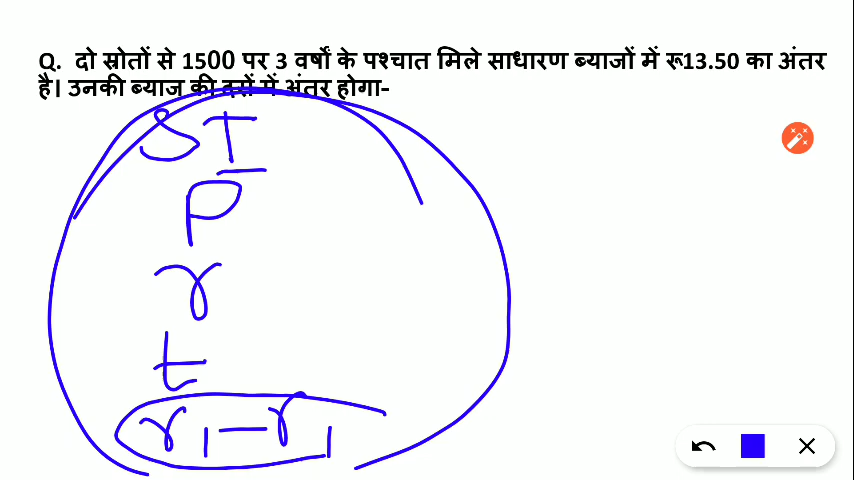 Q. दो स्रोतों से 1500 पर 3 वर्षों के पश्चात मिले साधारण ब्याजों में रू13.50 का अंतर
है। उनकी ब्याज की दरों में अंतर होगा-
SI
P
r
t
r1-r1